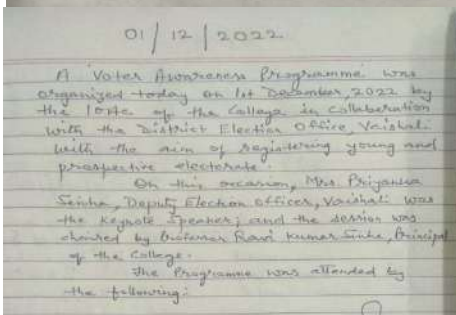 01/12/2022
A Voter Awareness Programme was
organized today on 1st December, 2022 by
the of the College in collaboration
with the District Election Office, Vaishali
with the aim of registering young and
prospective electorate.
On this occasion, Mrs. Priyanka
Sinha, Deputy Election Officer, Vaishali was
the Keynote Speaker; and the session was
chaired by Professor Ravi Kumar Sinha, Principal
of the College.
The Programme was attended by
the following: